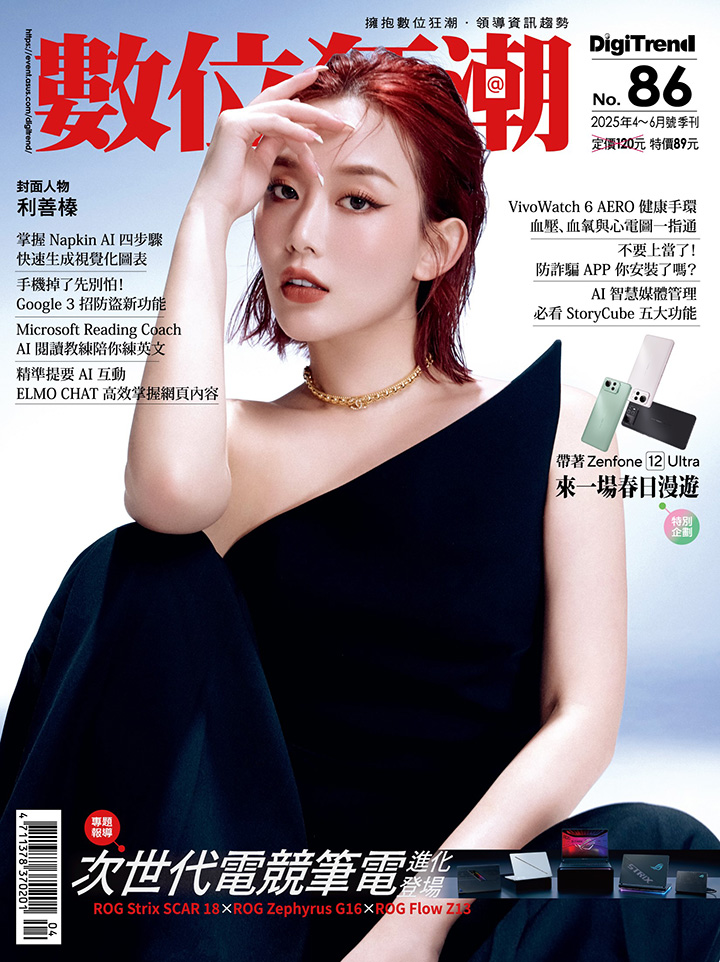 擁抱數位狂潮・領導資訊趨勢
數位狂潮
@
https://event.asus.com/digitrend/
DigiTrend
No. 86
2025年4～6月號季刊
定價120元 特價89元
封面人物
利善榛
掌握 Napkin AI 四步驟
快速生成視覺化圖表
手機掉了先別怕！
Google 3 招防盜新功能
Microsoft Reading Coach
AI 閱讀教練陪你練英文
精準提要 AI 互動
ELMO CHAT 高效掌握網頁內容
VivoWatch 6 AERO 健康手環
血壓、血氧與心電圖一指通
不要上當了！
防詐騙 APP 你安裝了嗎？
AI 智慧媒體管理
必看 StoryCube 五大功能
帶著 Zenfone 12 Ultra
來一場春日漫遊
特別
企劃
專題
報導
次世代電競筆電 進化
登場
ROG Strix SCAR 18×ROG Zephyrus G16×ROG Flow Z13
STRIX
4711378370201
04